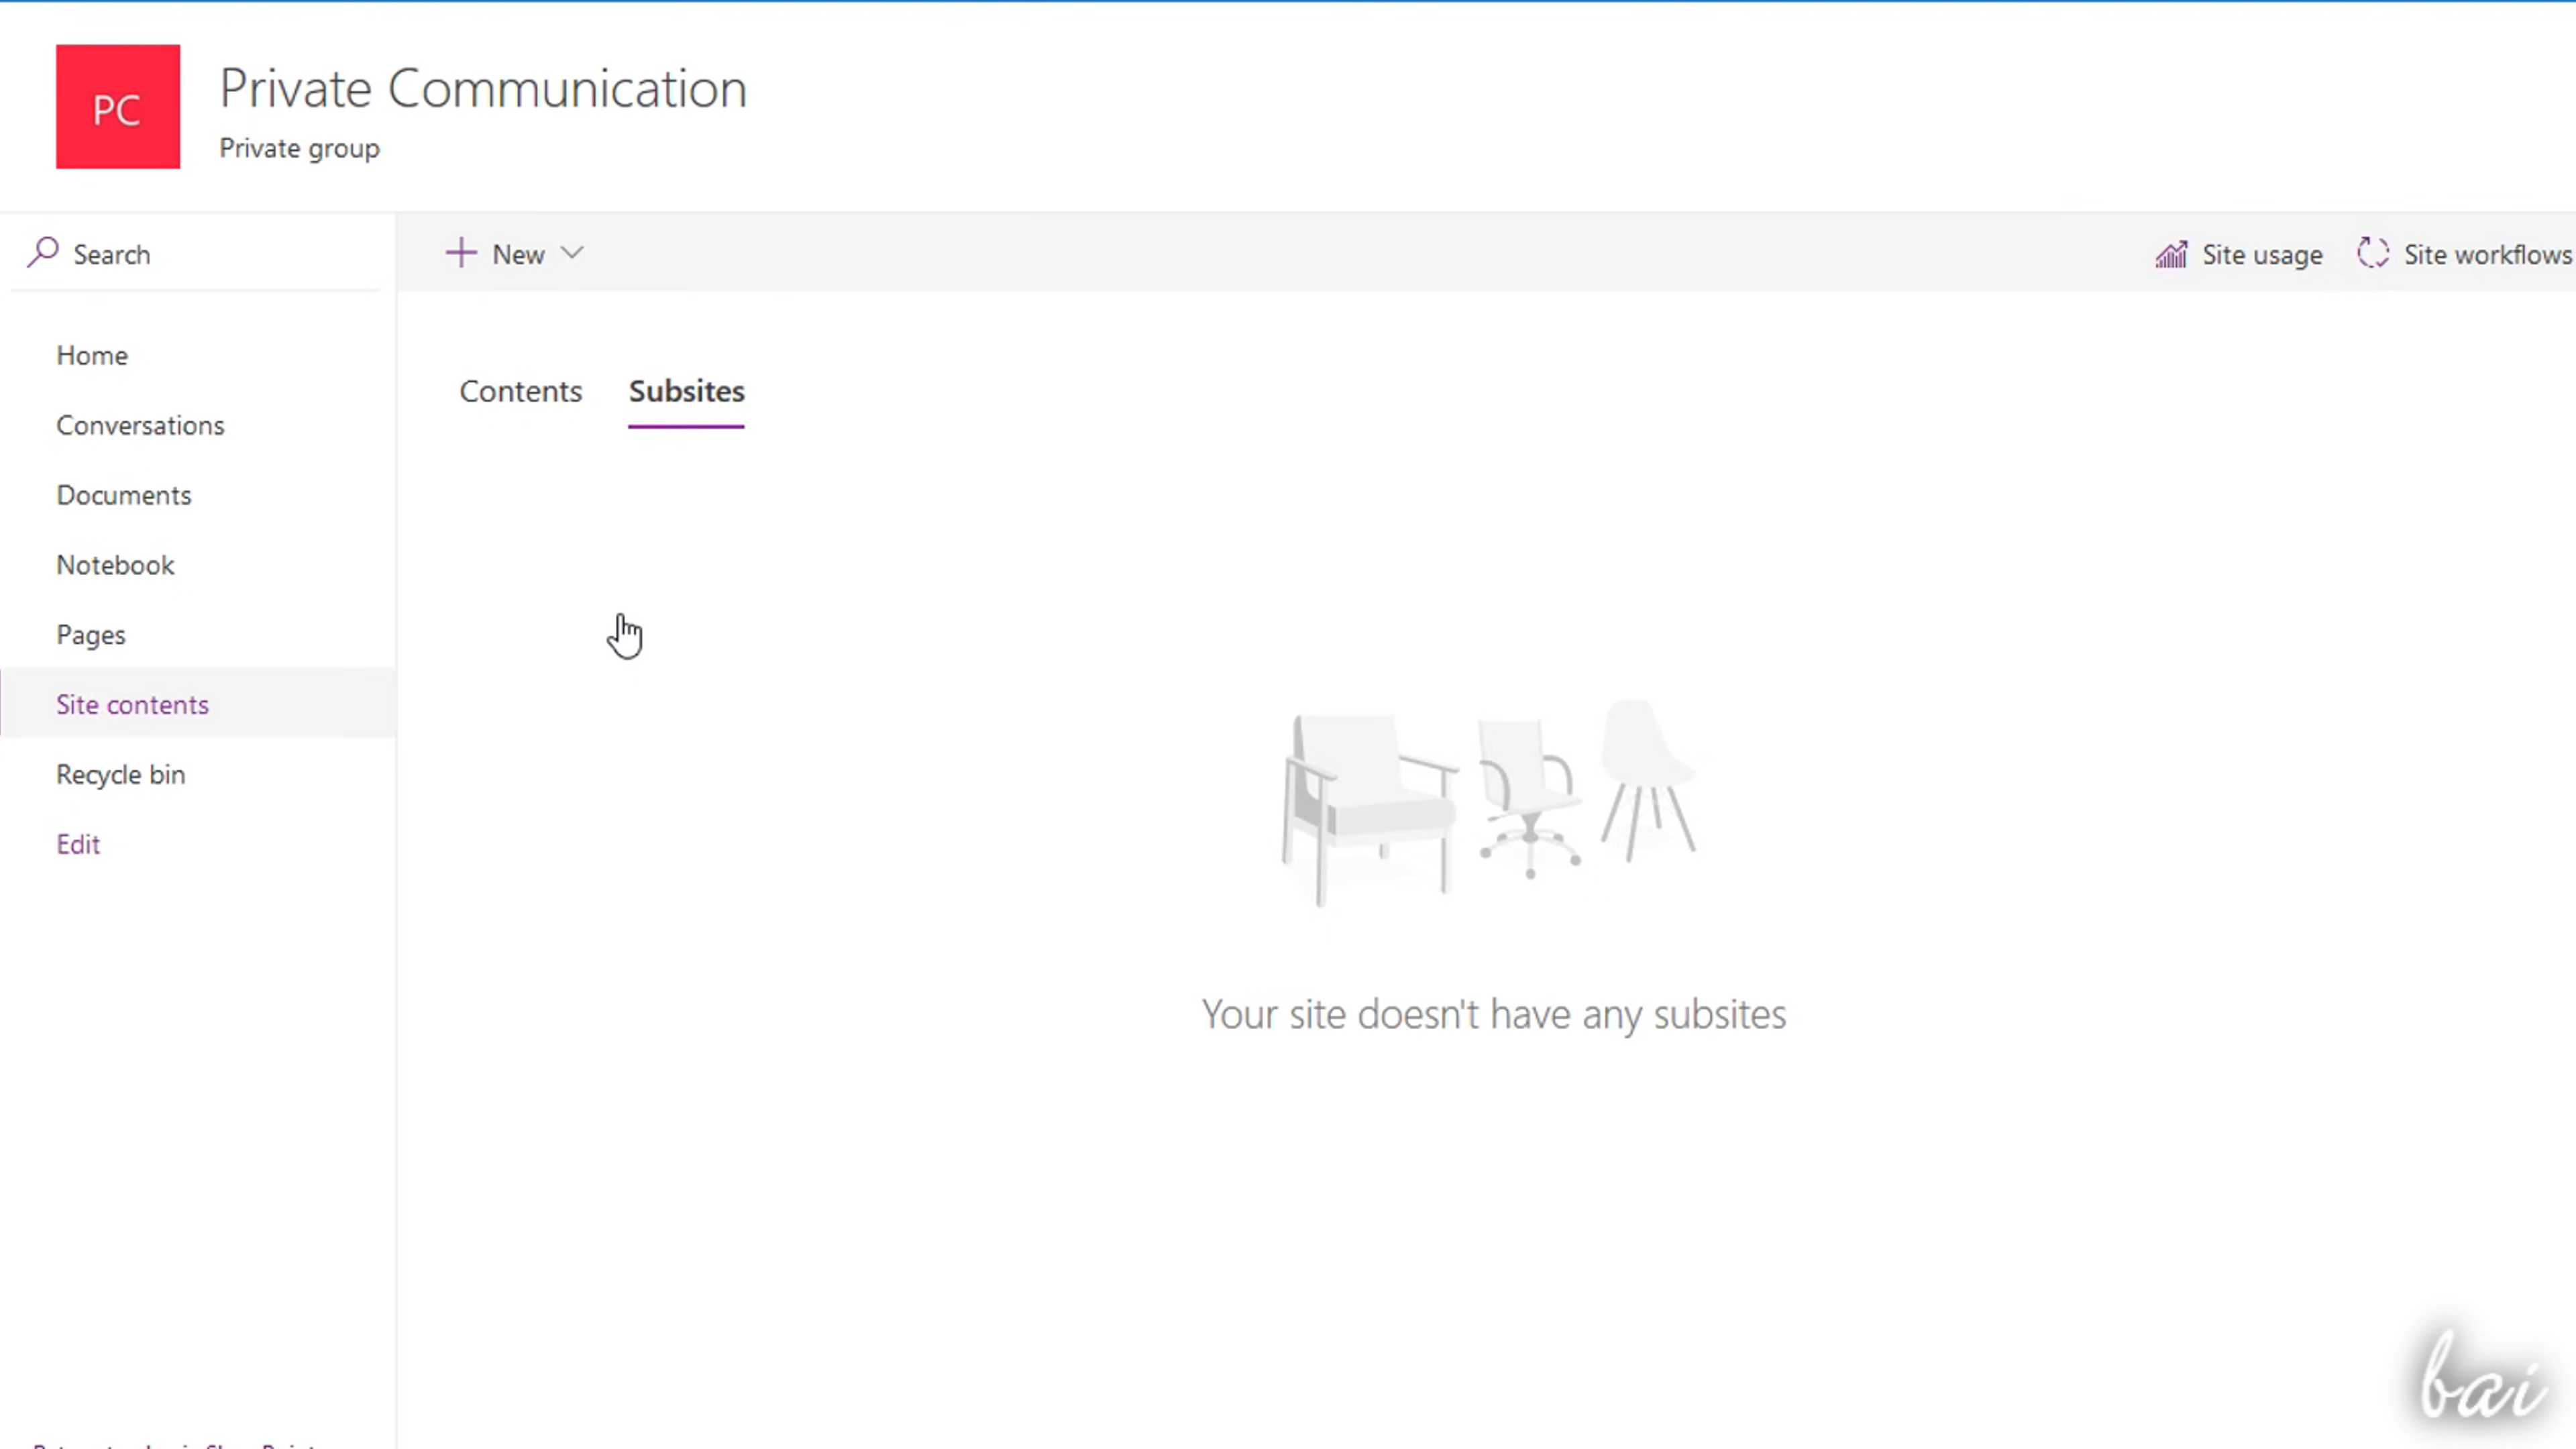 PC
Private Communication
Private group
Search
New
Site usage
Site workflows
Home
Conversations
Documents
Notebook
Pages
Site contents
Recycle bin
Edit
Contents
Subsites
Your site doesn't have any subsites
bai